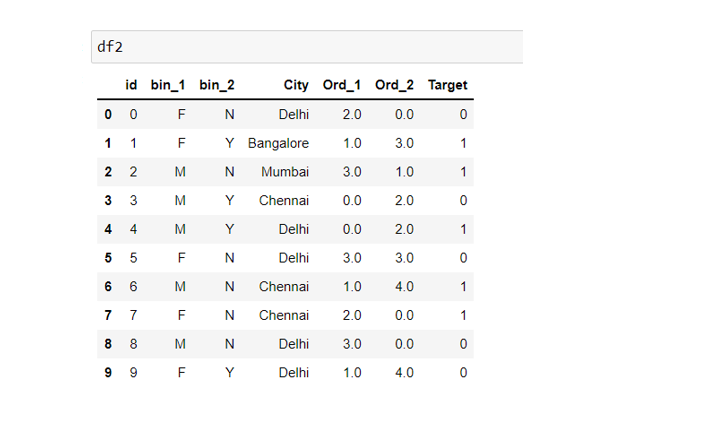 df2
id bin_1 bin_2 City Ord_1 Ord_2 Target
0 0 F N Delhi 2.0 0.0 0
1 1 F Y Bangalore 1.0 3.0 1
2 2 M N Mumbai 3.0 1.0 1
3 3 M Y Chennai 0.0 2.0 0
4 4 M Y Delhi 0.0 2.0 1
5 5 F N Delhi 3.0 3.0 0
6 6 M N Chennai 1.0 4.0 1
7 7 F N Chennai 2.0 0.0 1
8 8 M N Delhi 3.0 0.0 0
9 9 F Y Delhi 1.0 4.0 0